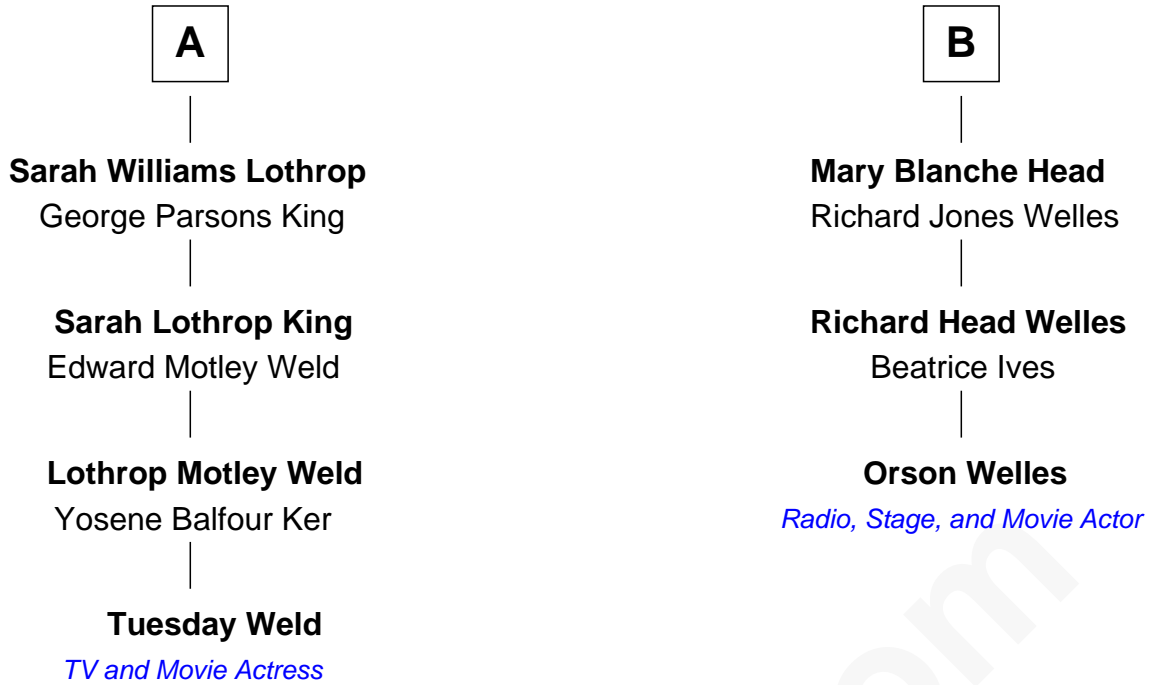 A
Sarah Williams Lothrop
George Parsons King
Sarah Lothrop King
Edward Motley Weld
Lothrop Motley Weld
Yosene Balfour Ker
Tuesday Weld
TV and Movie Actress
B
Mary Blanche Head
Richard Jones Welles
Richard Head Welles
Beatrice Ives
Orson Welles
Radio, Stage, and Movie Actor
om